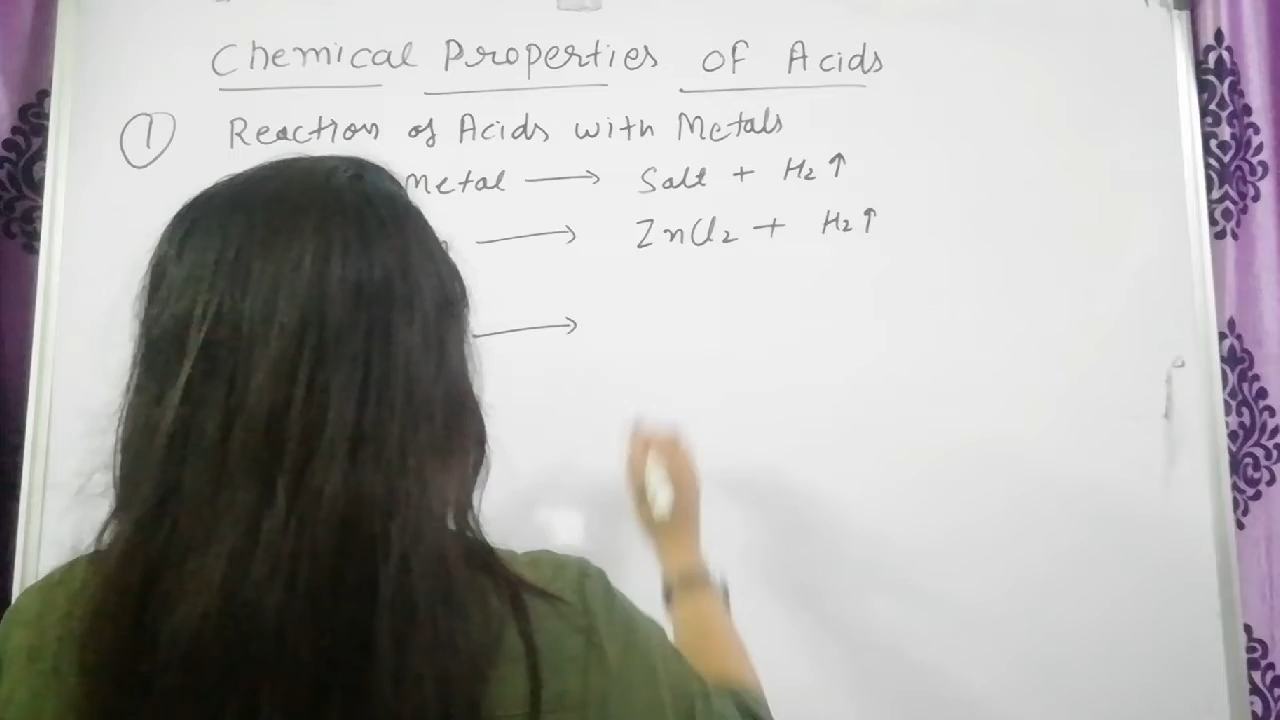 Chemical Properties of Acids
① Reaction of Acids with Metals
Metal ⟶ Salt + H₂↑
⟶ ZnCl₂ + H₂↑
⟶